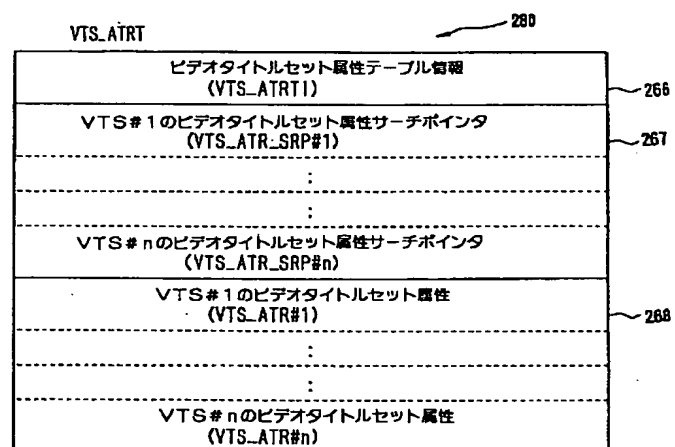 VTS_ATRT
280
ビデオタイトルセット属性テーブル情報
(VTS_ATRTI)
266
VTS#1のビデオタイトルセット属性サーチポインタ
(VTS_ATR_SRP#1)
267
:
:
VTS#nのビデオタイトルセット属性サーチポインタ
(VTS_ATR_SRP#n)
VTS#1のビデオタイトルセット属性
(VTS_ATR#1)
268
:
:
VTS#nのビデオタイトルセット属性
(VTS_ATR#n)